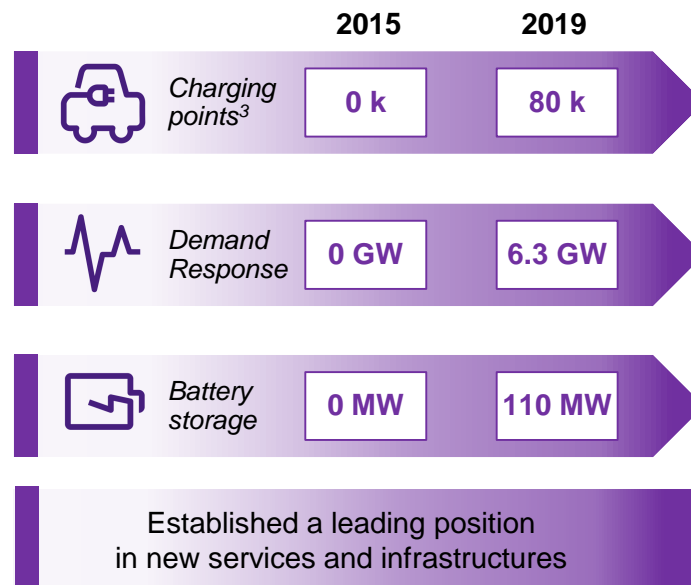 2015 2019
Charging
points³ 0 k 80 k
Demand
Response 0 GW 6.3 GW
Battery
storage 0 MW 110 MW
Established a leading position
in new services and infrastructures